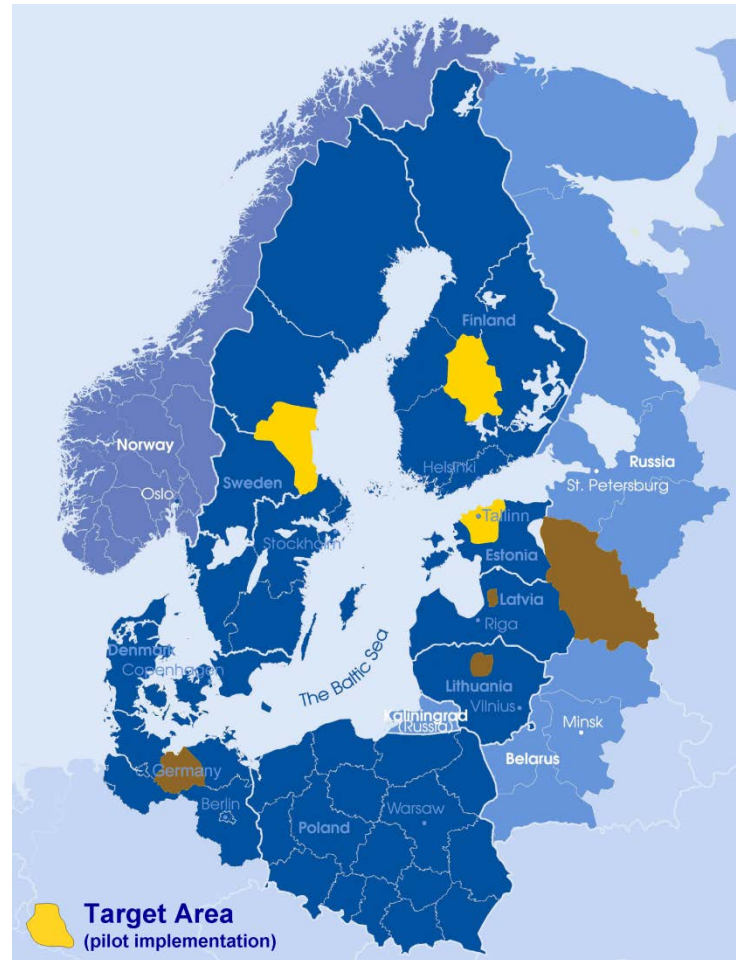 Finland
Norway
Oslo
Sweden
Helsinki
Russia
St. Petersburg
Stockholm
Tallinn
Estonia
Latvia
Riga
Denmark
Copenhagen
The Baltic Sea
Lithuania
Vilnius
Kaliningrad
(Russia)
Minsk
Belarus
Germany
Berlin
Warsaw
Poland
Target Area
(pilot implementation)